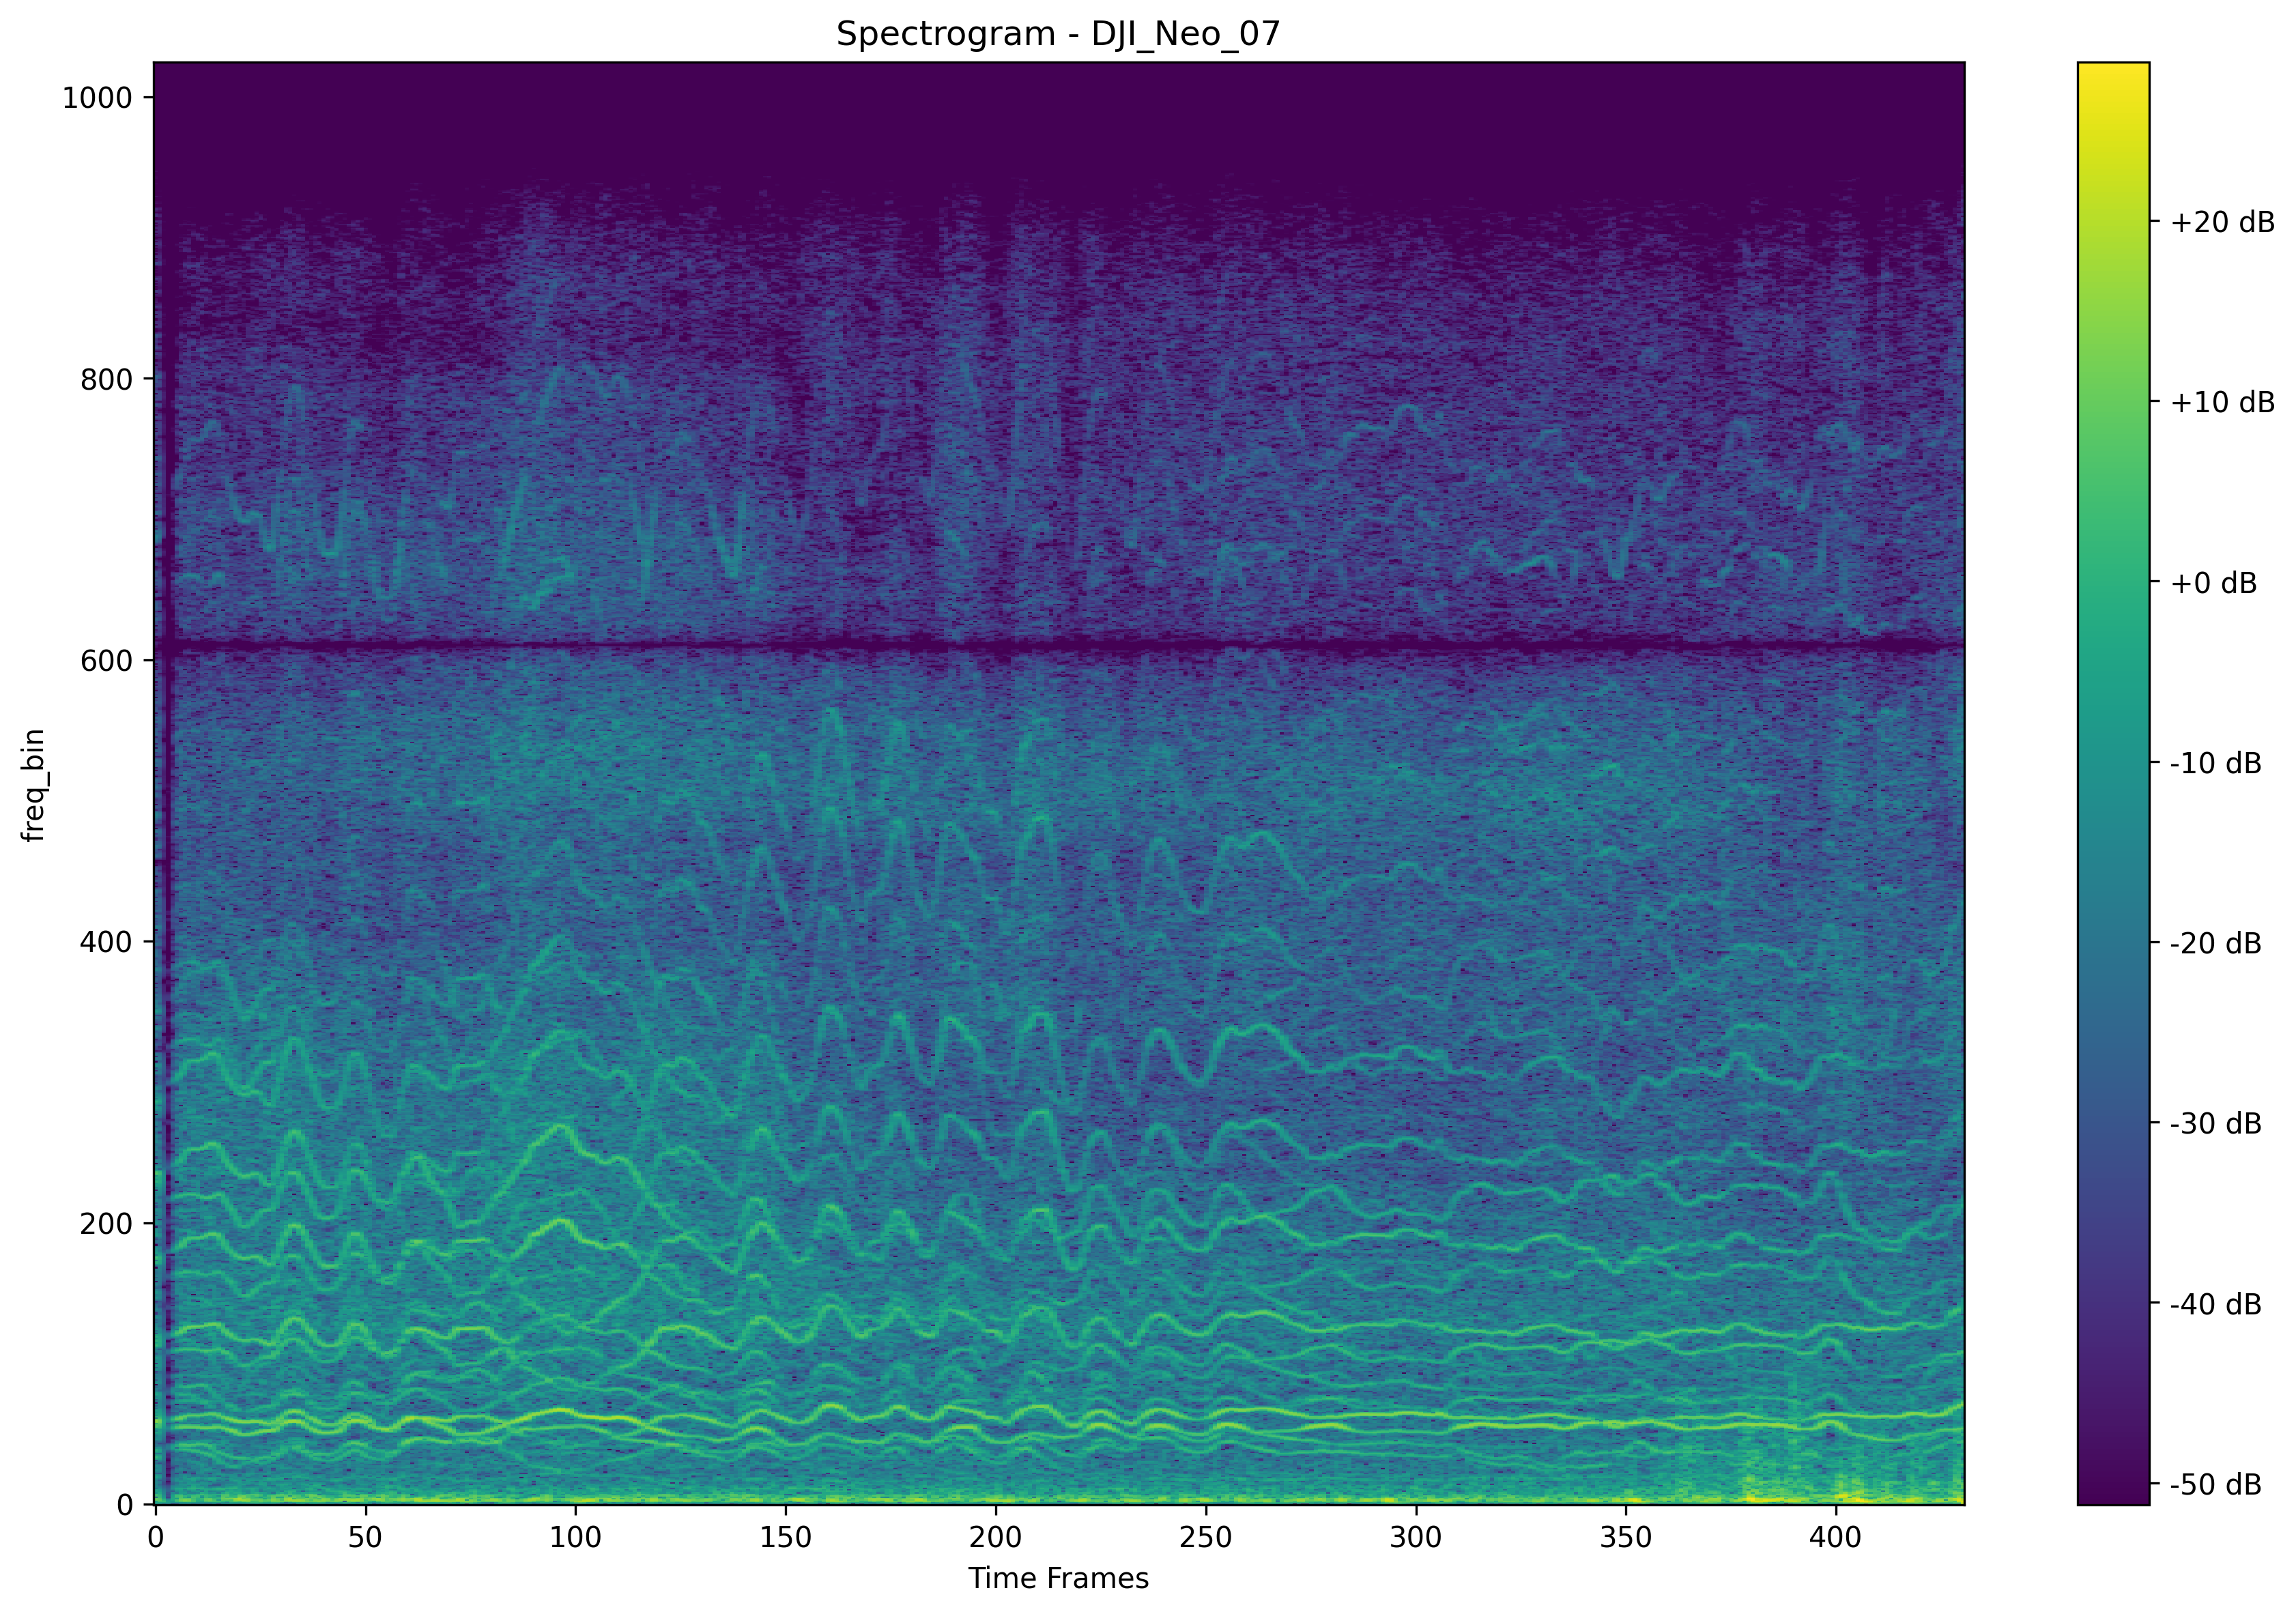 Spectrogram - DJI_Neo_07
1000
800
600
400
200
0
freq_bin
0 50 100 150 200 250 300 350 400
Time Frames
+20 dB
+10 dB
+0 dB
-10 dB
-20 dB
-30 dB
-40 dB
-50 dB